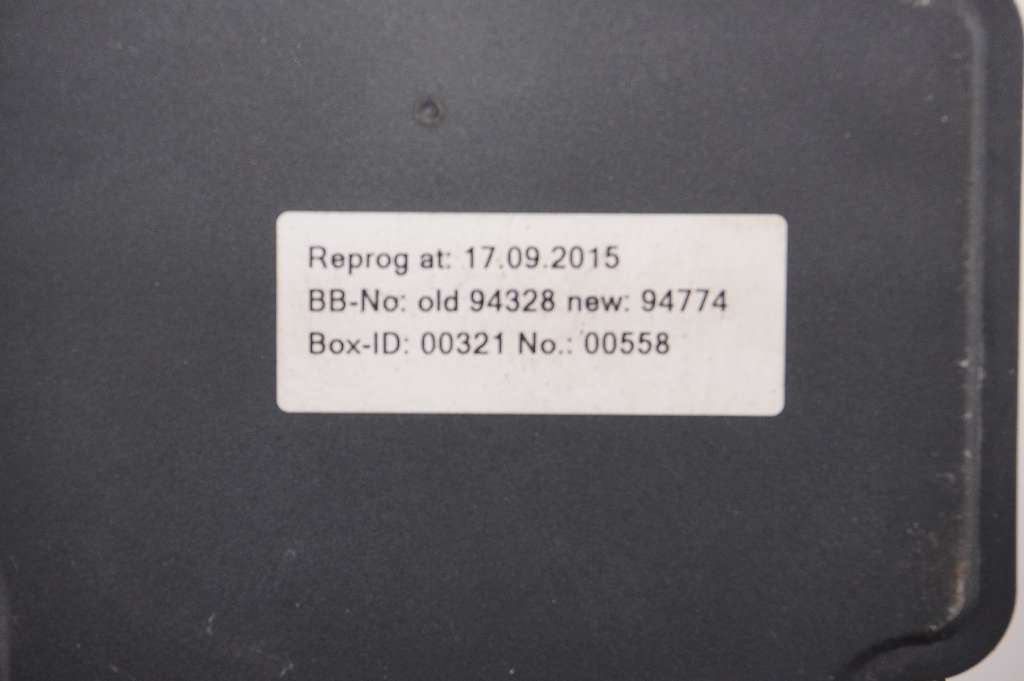 Reprog at: 17.09.2015
BB-No: old 94328 new: 94774
Box-ID: 00321 No.: 00558